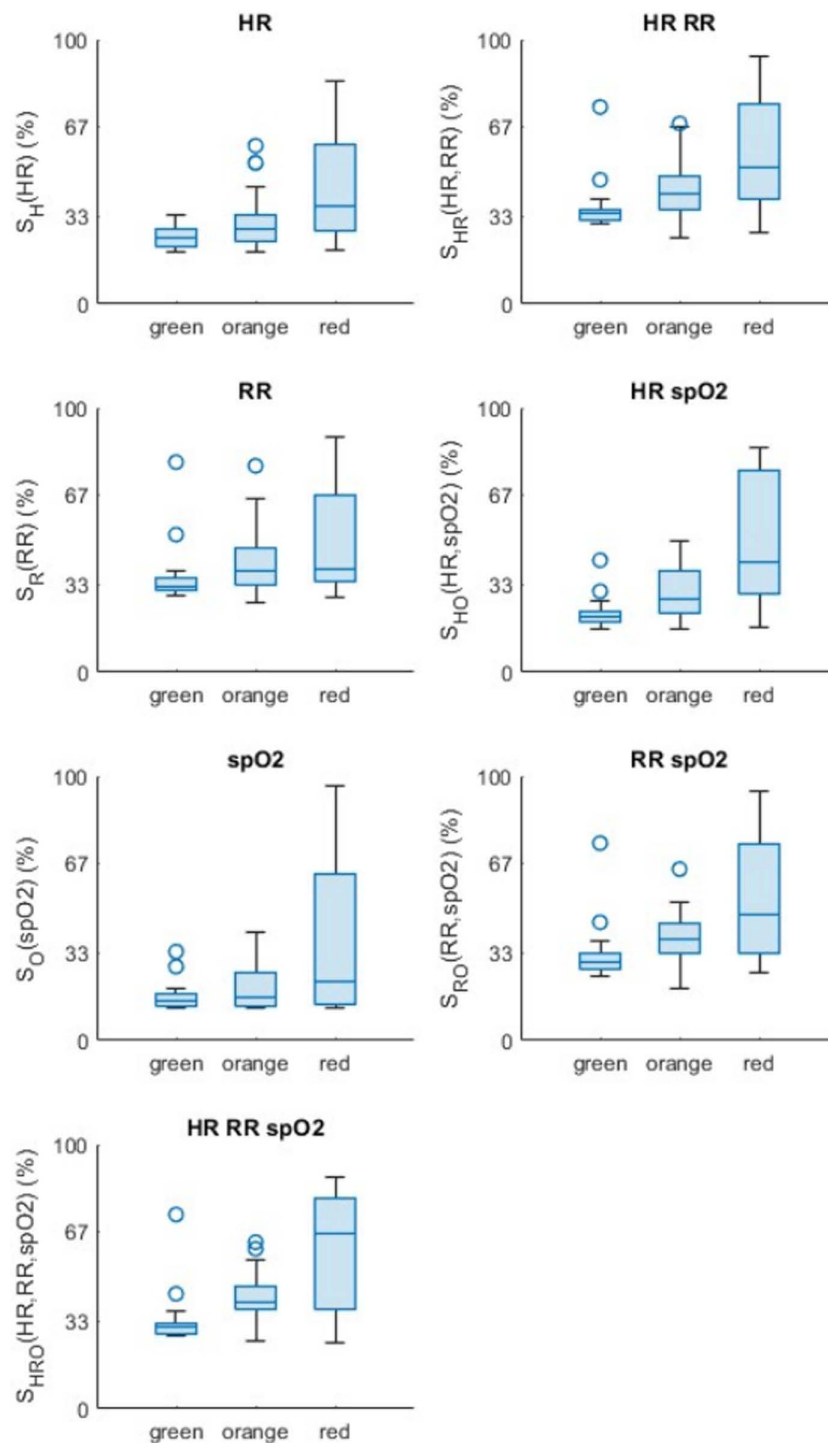 HR
S_H(HR) (%)
100
67
33
0
green orange red
HR RR
S_HR(HR,RR) (%)
100
67
33
0
green orange red
RR
S_R(RR) (%)
100
67
33
0
green orange red
HR spO2
S_HO(HR,spO2) (%)
100
67
33
0
green orange red
spO2
S_O(spO2) (%)
100
67
33
0
green orange red
RR spO2
S_RO(RR,spO2) (%)
100
67
33
0
green orange red
HR RR spO2
S_HRO(HR,RR,spO2) (%)
100
67
33
0
green orange red